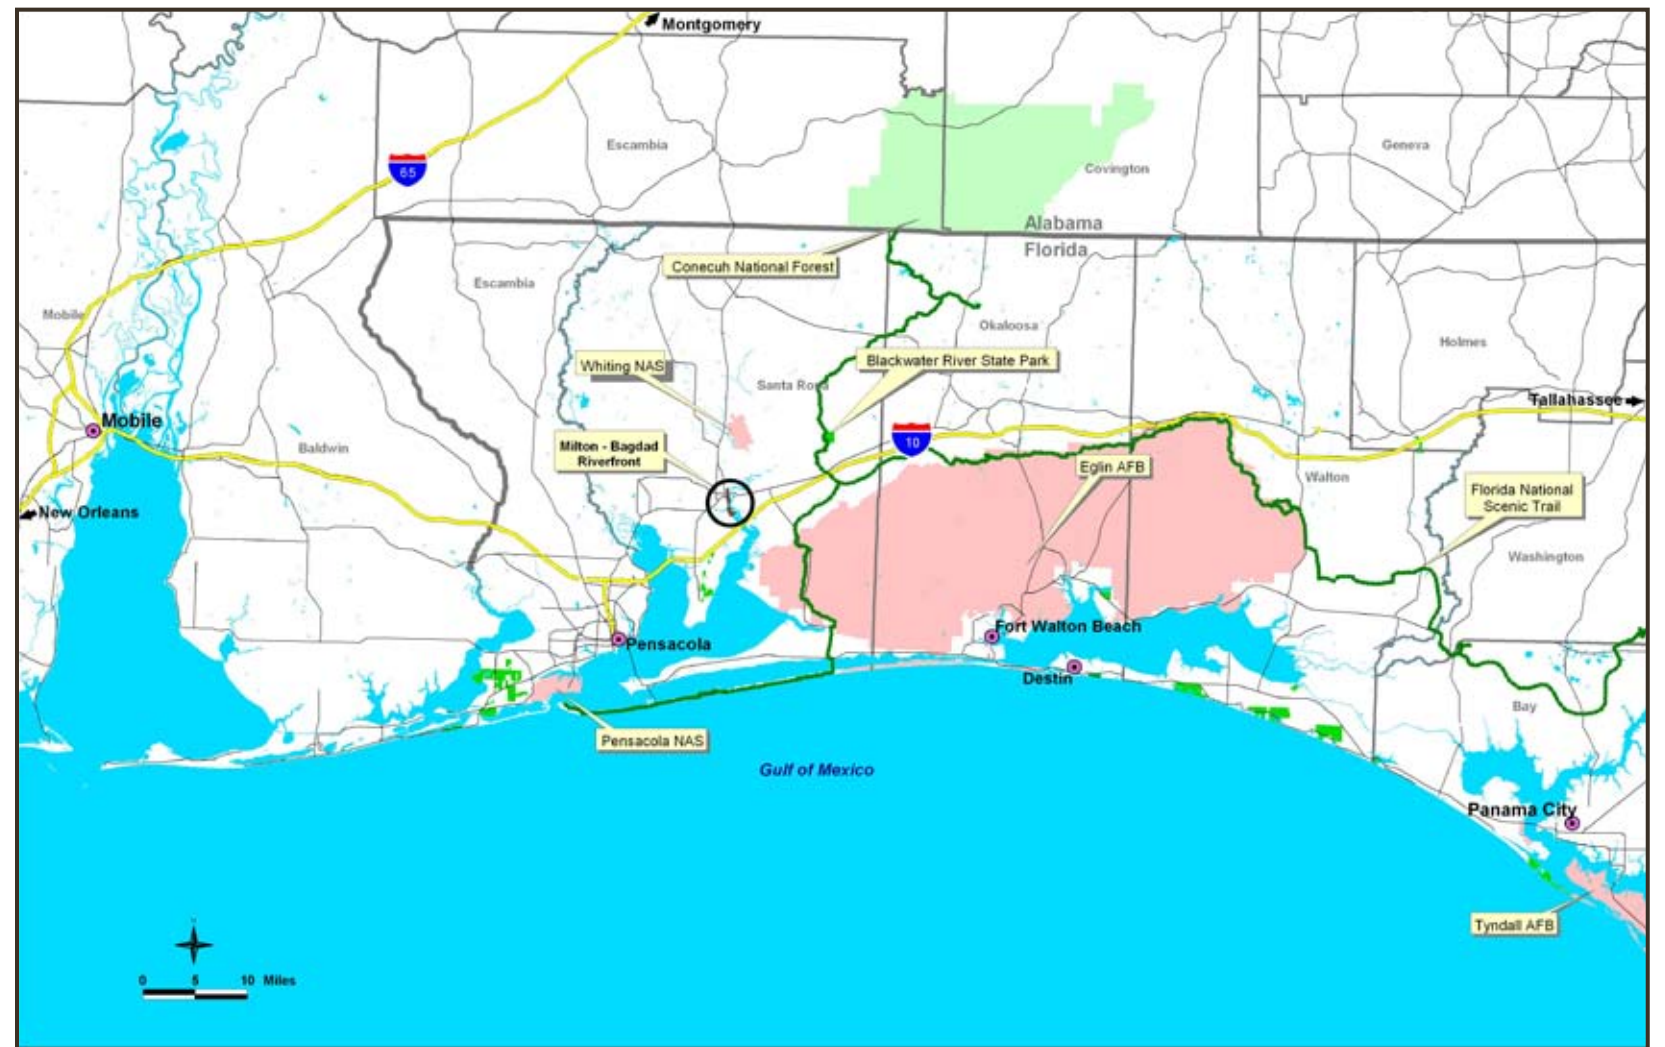 Montgomery
Escambia
Geneva
65
Covington
Alabama
Florida
Conecuh National Forest
Escambia
Mobile
Okaloosa
Holmes
Whiting NAS
Blackwater River State Park
Santa Rosa
Tallahassee
Mobile
Baldwin
Milton - Bagdad
Riverfront
10
Eglin AFB
Walton
Florida National
Scenic Trail
New Orleans
Washington
Fort Walton Beach
Pensacola
Destin
Bay
Pensacola NAS
Gulf of Mexico
Panama City
Tyndall AFB
0 5 10 Miles